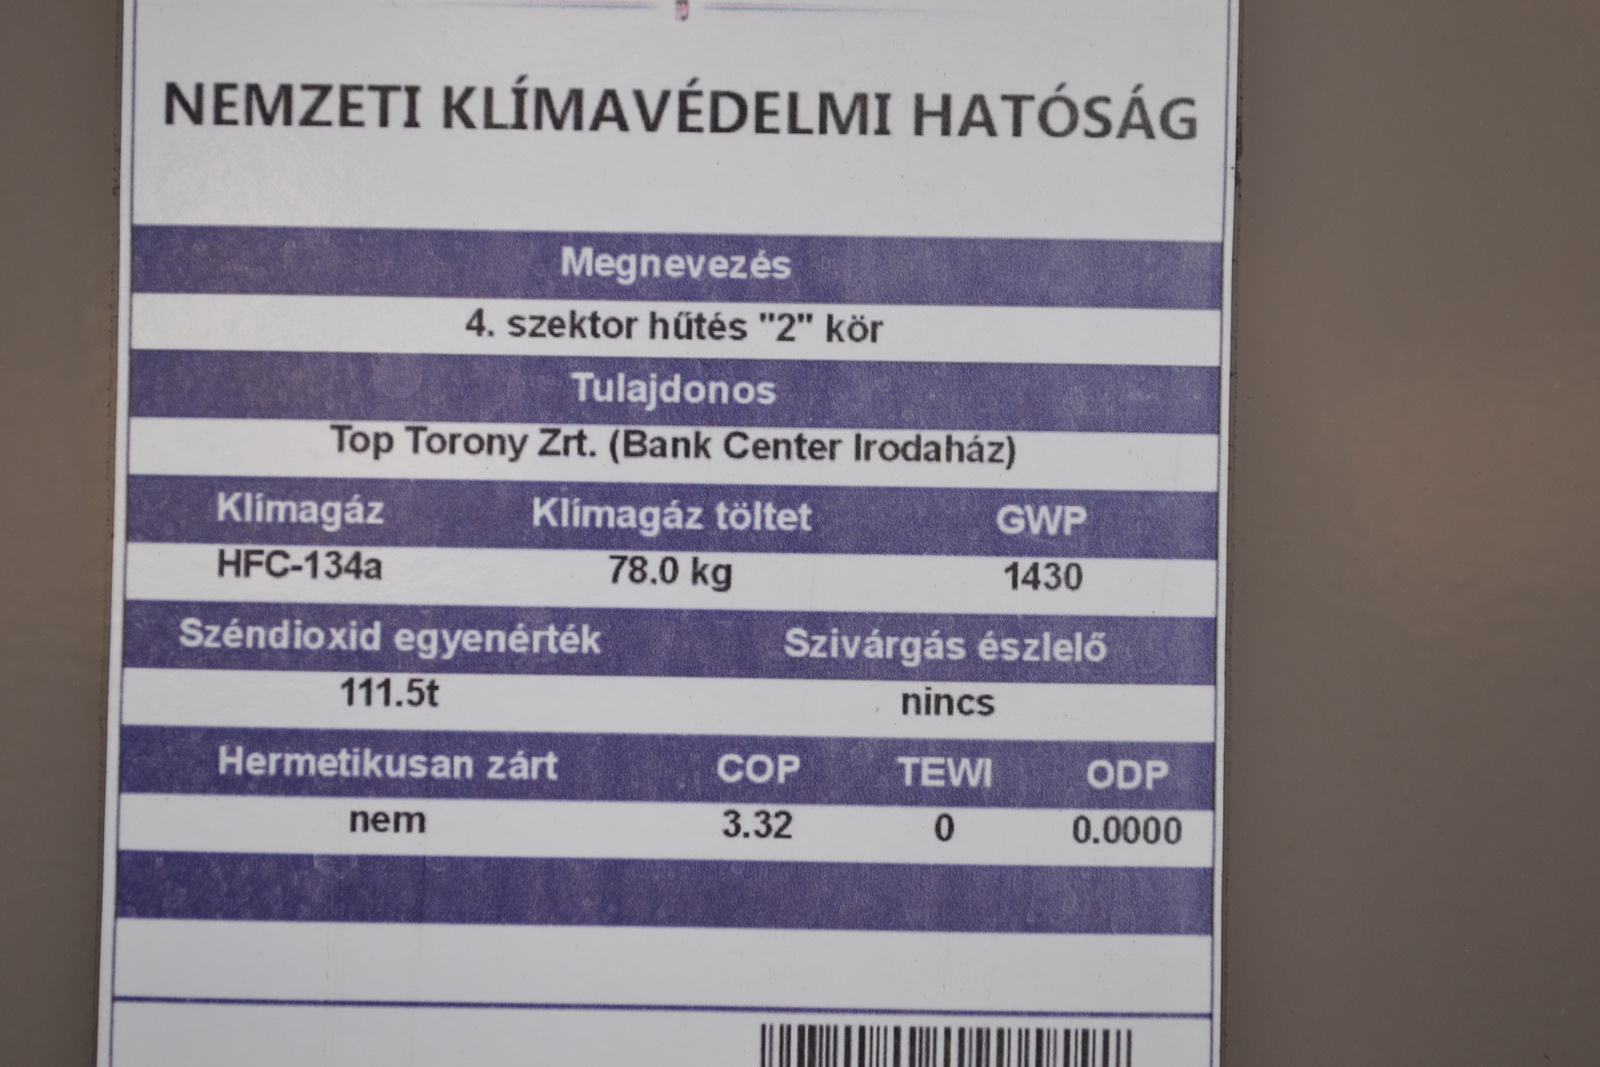 NEMZETI KLÍMAVÉDELMI HATÓSÁG
Megnevezés
4. szektor hűtés "2" kör
Tulajdonos
Top Torony Zrt. (Bank Center Irodaház)
Klímagáz Klímagáz töltet GWP
HFC-134a 78.0 kg 1430
Széndioxid egyenérték Szivárgás észlelő
111.5t nincs
Hermetikusan zárt COP TEWI ODP
nem 3.32 0 0.0000